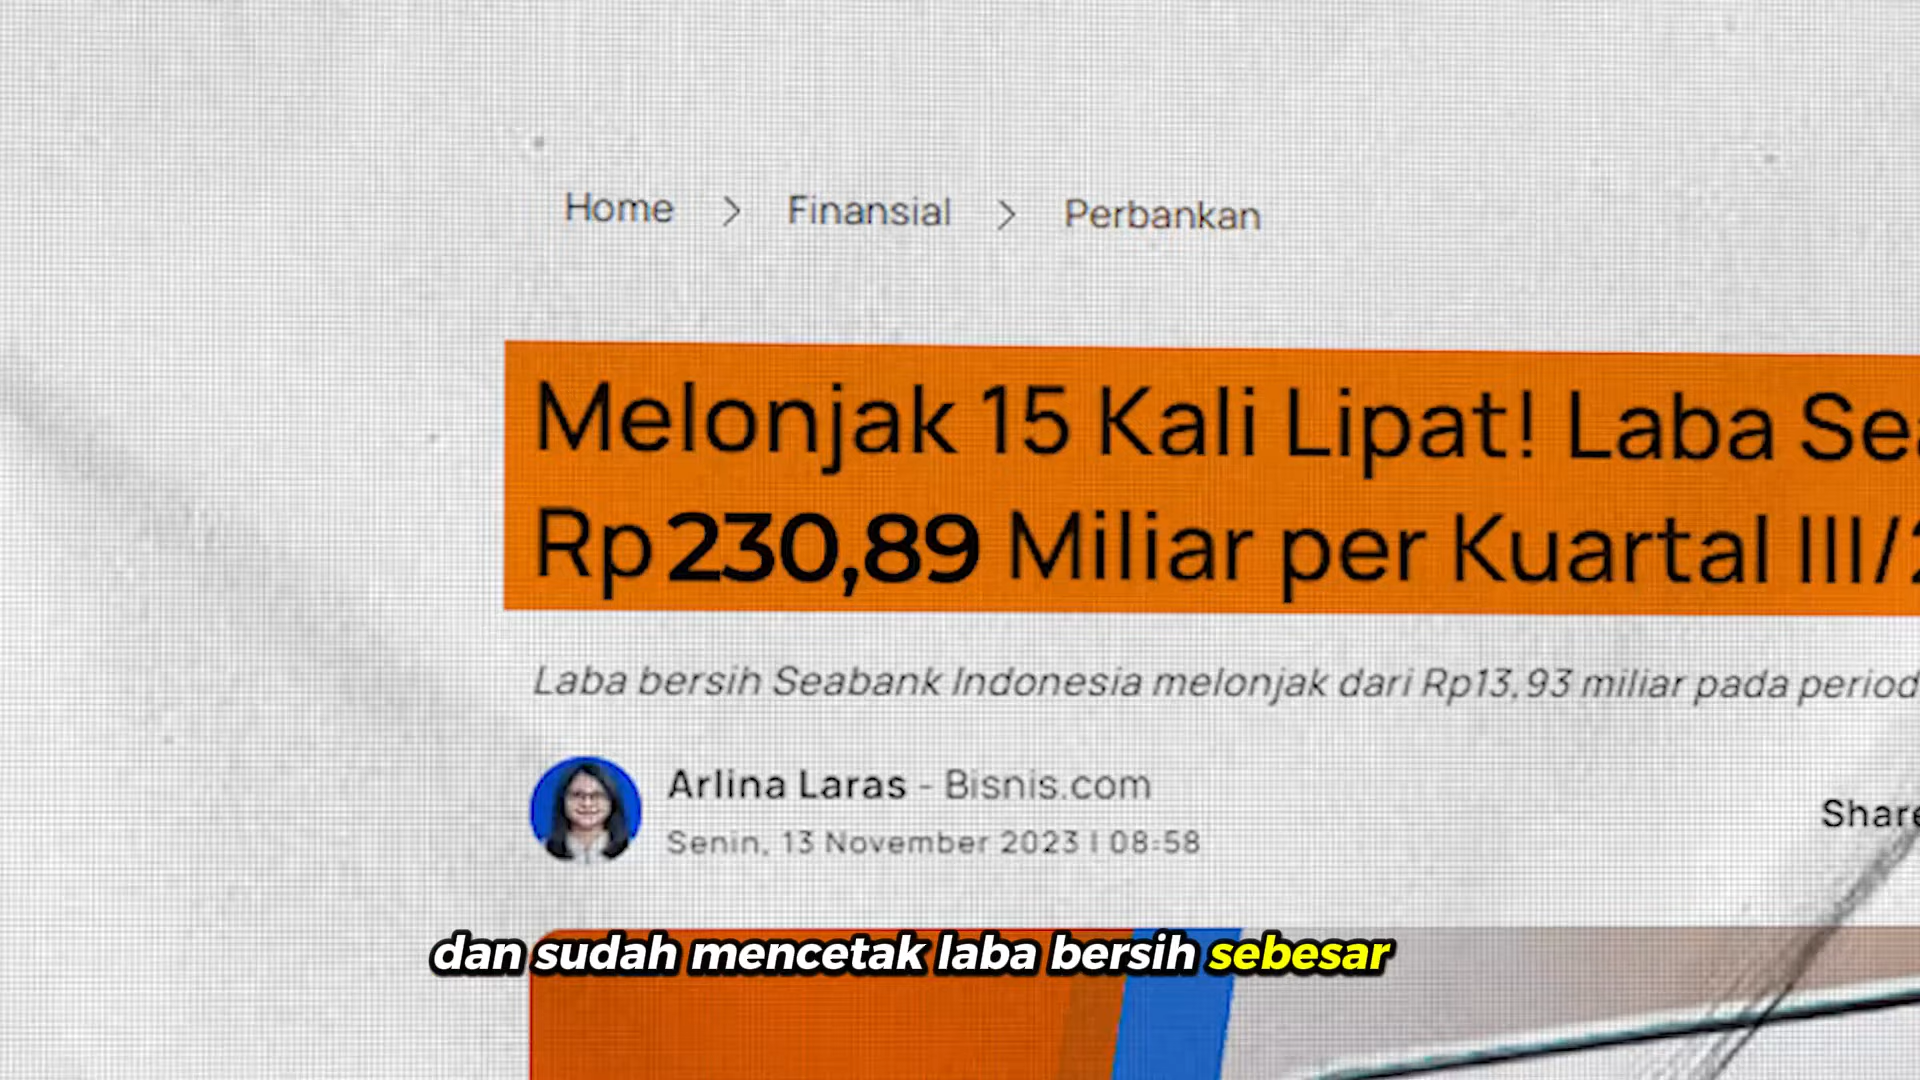 Home > Finansial > Perbankan
Melonjak 15 Kali Lipat! Laba
Rp230,89 Miliar per Kuartal III/
Laba bersih Seabank Indonesia melonjak dari Rp13,93 miliar pada
Arlina Laras - Bisnis.com
Senin, 13 November 2023 | 08:58
Share
dan sudah mencetak laba bersih sebesar